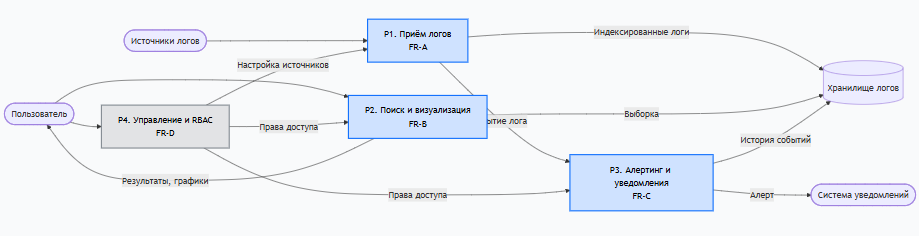 Источники логов
P1. Приём логов
FR-A
Индексированные логи
Настройка источников
Хранилище логов
Пользователь
P4. Управление и RBAC
FR-D
Права доступа
P2. Поиск и визуализация
FR-B
ытие лога
Выборка
История событий
Результаты, графики
Права доступа
P3. Алертинг и
уведомления
FR-C
Алерт
Система уведомлений